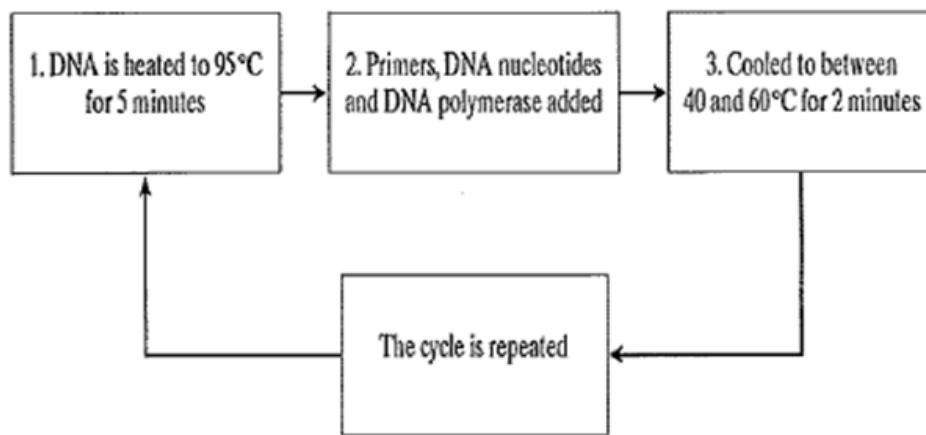 1. DNA is heated to 95°C
for 5 minutes
2. Primers, DNA nucleotides
and DNA polymerase added
3. Cooled to between
40 and 60°C for 2 minutes
The cycle is repeated